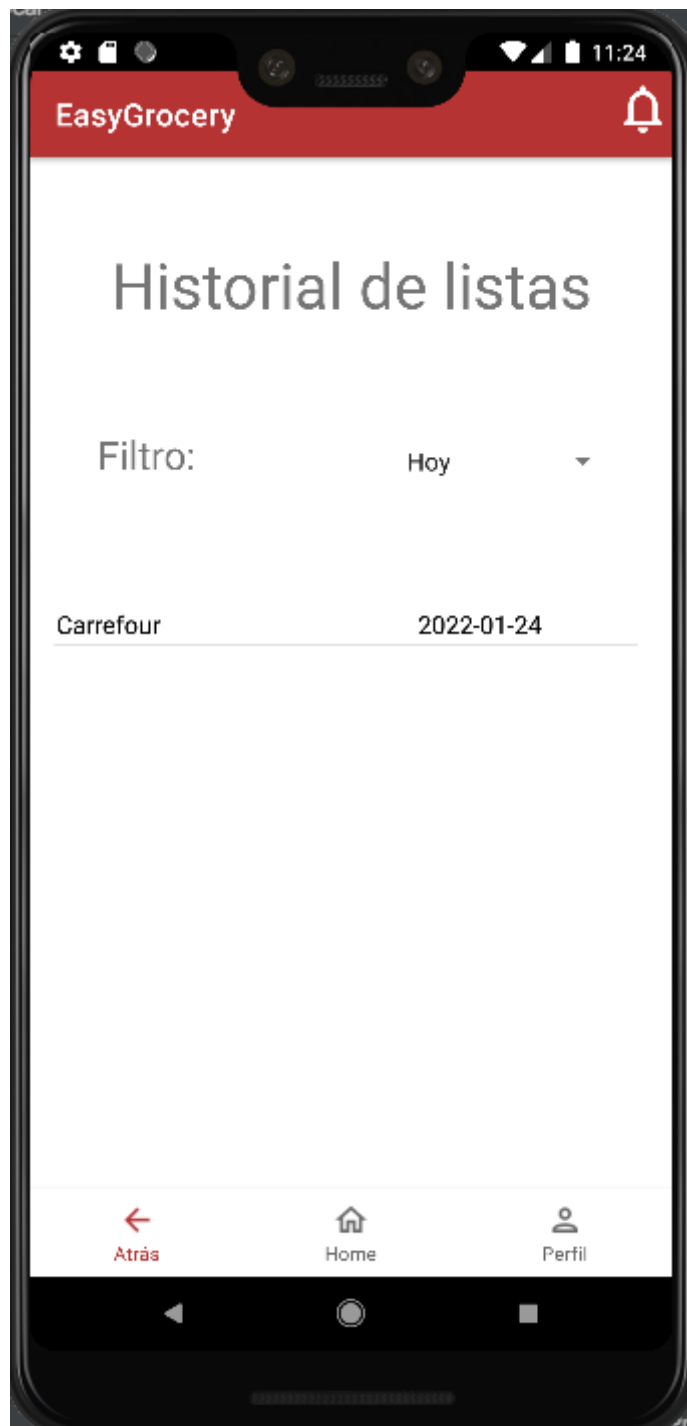 11:24
EasyGrocery
Historial de listas
Filtro: Hoy
Carrefour 2022-01-24
Atrás Home Perfil